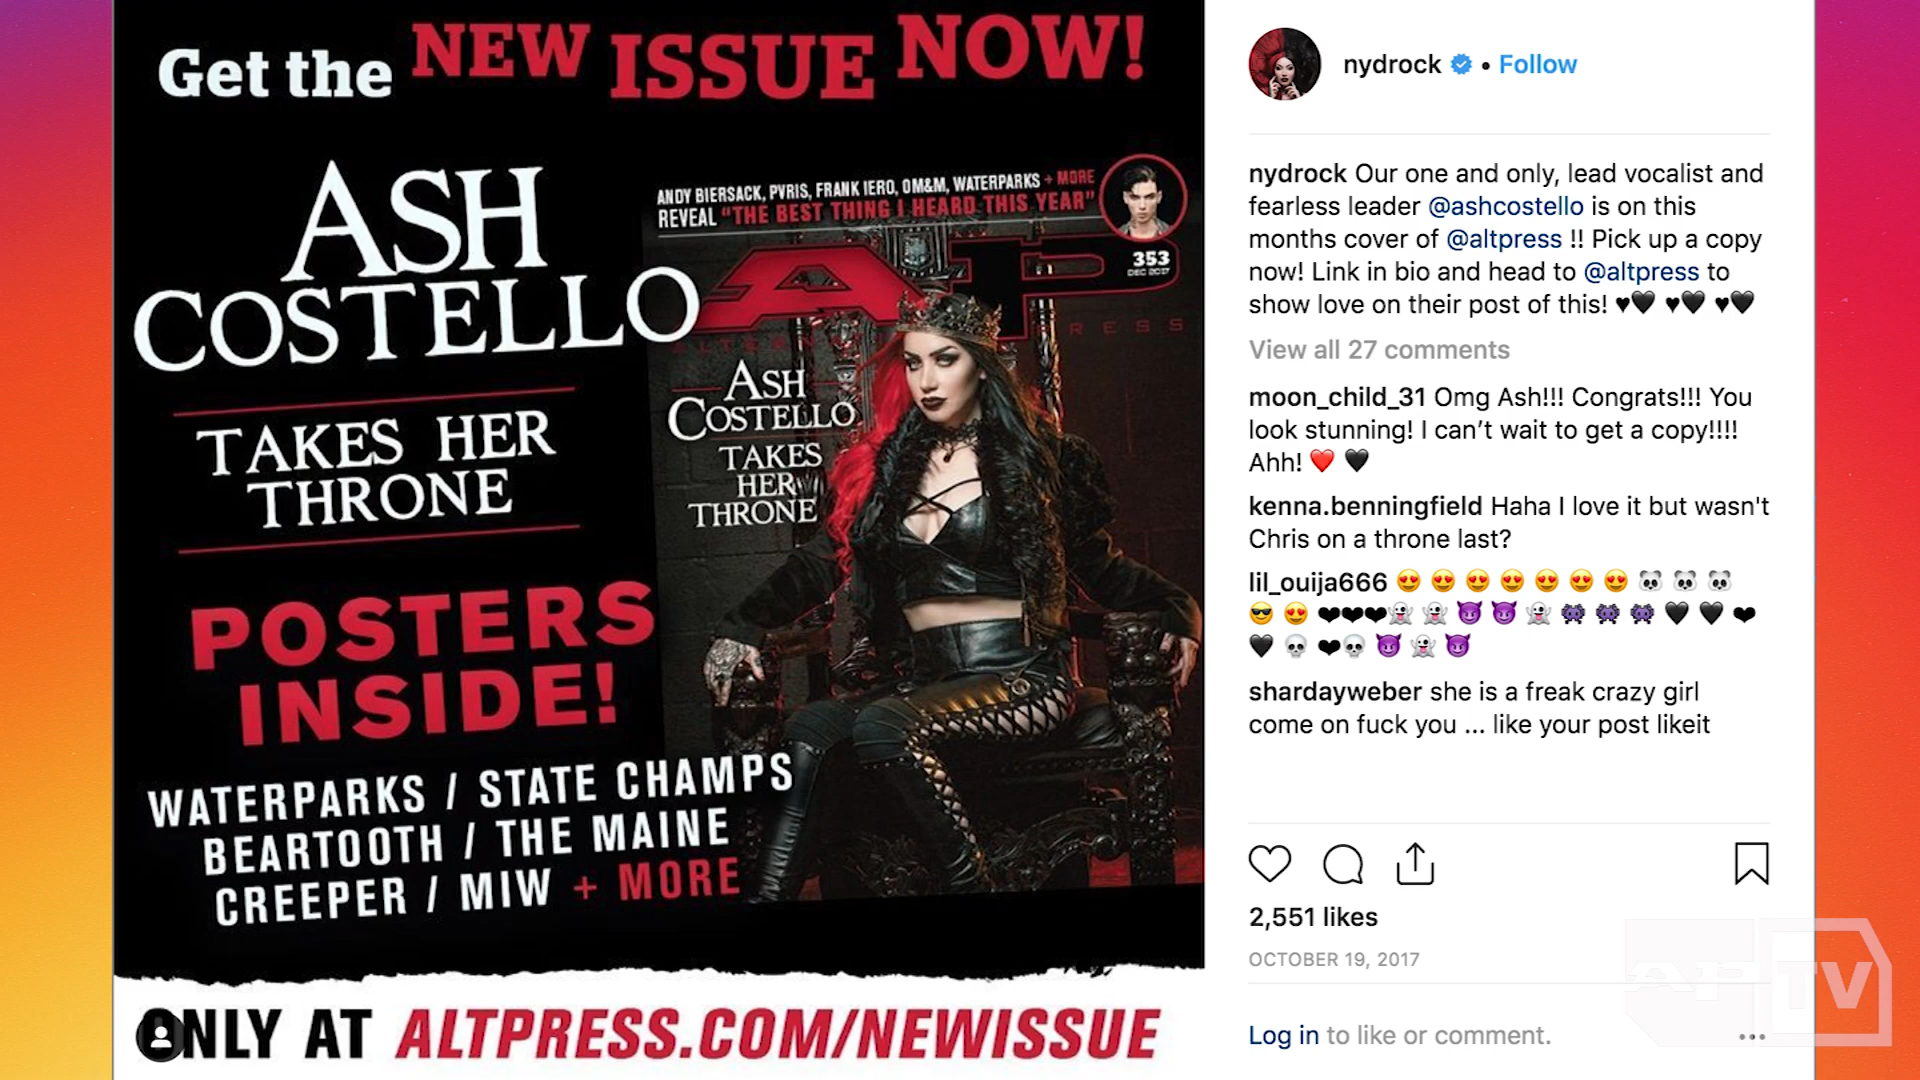 Get the NEW ISSUE NOW!
ASH
COSTELLO
TAKES HER
THRONE
POSTERS
INSIDE!
WATERPARKS / STATE CHAMPS
BEARTOOTH / THE MAINE
CREEPER / MIW + MORE
ONLY AT ALTPRESS.COM/NEWISSUE
ANDY BIERSACK, PVRIS, FRANK IERO, OM&M, WATERPARKS + MORE
REVEAL "THE BEST THING I HEARD THIS YEAR"
AP
353
DEC 2017
ASH
COSTELLO
TAKES
HER
THRONE
nydrock • Follow
nydrock Our one and only, lead vocalist and
fearless leader @ashcostello is on this
months cover of @altpress !! Pick up a copy
now! Link in bio and head to @altpress to
show love on their post of this! ♥🖤 ♥🖤 ♥🖤
View all 27 comments
moon_child_31 Omg Ash!!! Congrats!!! You
look stunning! I can’t wait to get a copy!!!!
Ahh! ❤️ 🖤
kenna.benningfield Haha I love it but wasn't
Chris on a throne last?
lil_ouija666 😍 😍 😍 😍 😍 😍 😍 🐼 🐼 🐼
😎 😍 ❤❤❤👻 👻 😈 😈 👻 👾 👾 👾 🖤 🖤 ❤
🖤 💀 ❤💀 😈 👻 😈
shardayweber she is a freak crazy girl
come on fuck you ... like your post likeit
2,551 likes
OCTOBER 19, 2017
Log in to like or comment.
AP TV